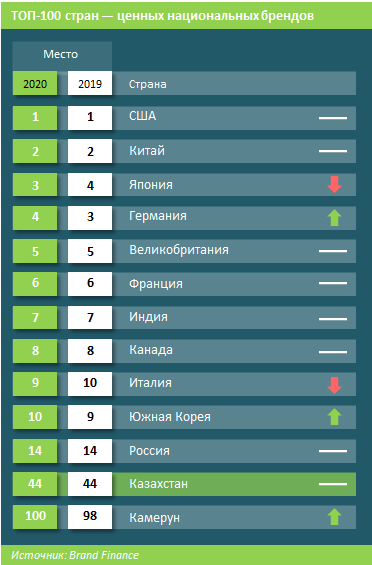 ТОП-100 стран — ценных национальных брендов
Место
2020 2019 Страна
1 1 США
2 2 Китай
3 4 Япония
4 3 Германия
5 5 Великобритания
6 6 Франция
7 7 Индия
8 8 Канада
9 10 Италия
10 9 Южная Корея
14 14 Россия
44 44 Казахстан
100 98 Камерун
Источник: Brand Finance